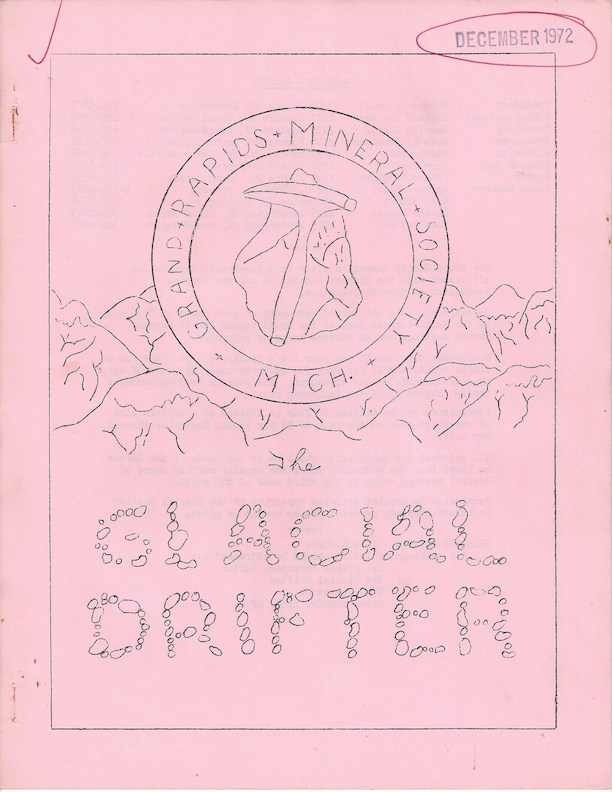 DECEMBER 1972
GRAND + RAPIDS + MINERAL + SOCIETY +
+ MICH.
The
GLACIAL
DRIFTER